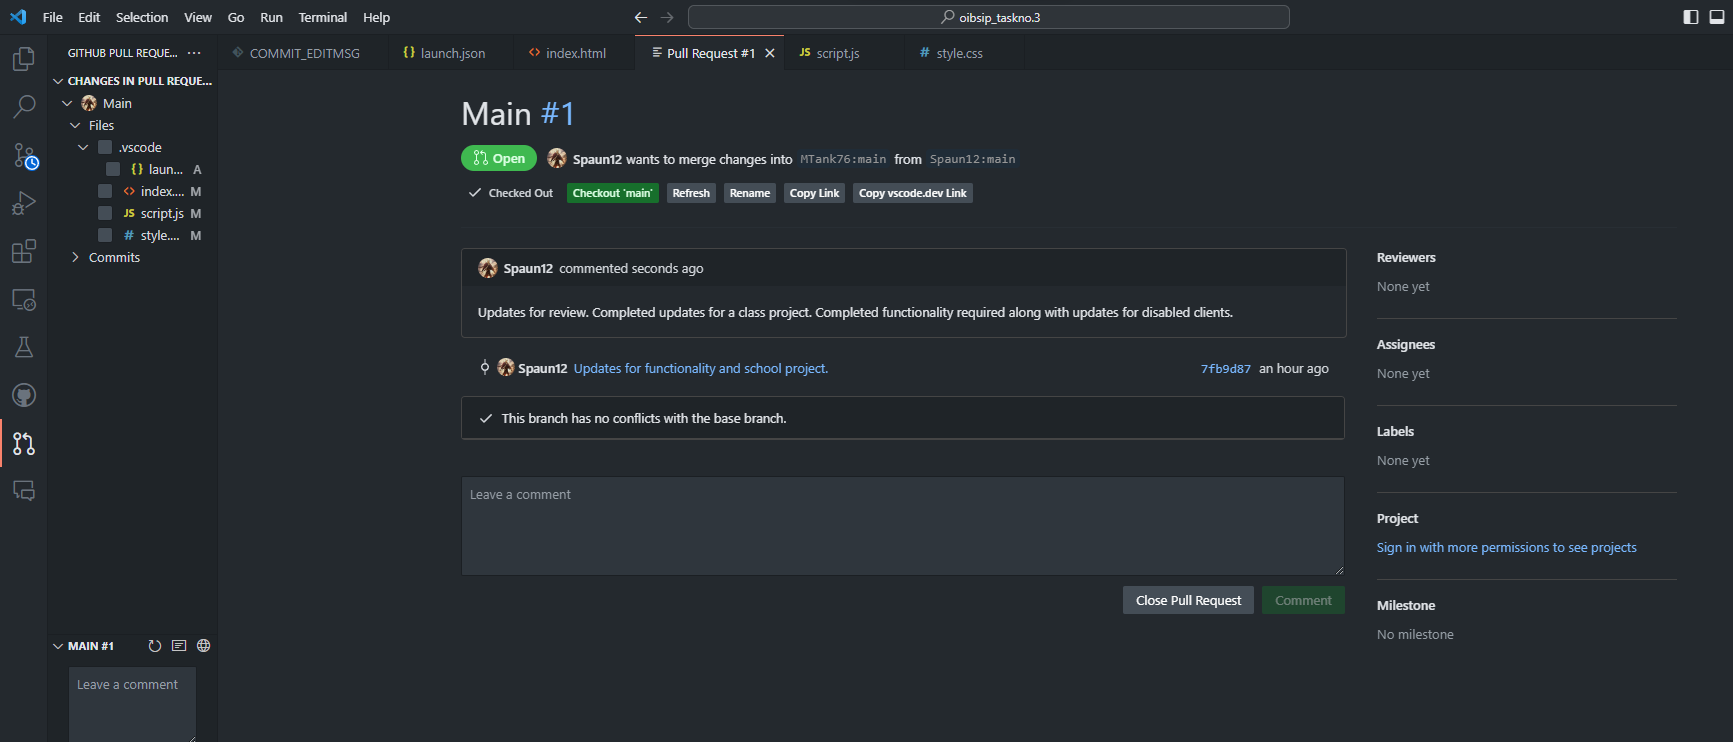 File Edit Selection View Go Run Terminal Help
oibsip_taskno.3
GITHUB PULL REQUE... ...
COMMIT_EDITMSG
{} launch.json
<> index.html
Pull Request #1
JS script.js
# style.css
CHANGES IN PULL REQUE...
Main
Files
.vscode
{} laun... A
<> index.... M
JS script.js M
# style.... M
Commits
Main #1
Open
Spaun12 wants to merge changes into MTank76:main from Spaun12:main
Checked Out
Checkout 'main'
Refresh
Rename
Copy Link
Copy vscode.dev Link
Spaun12 commented seconds ago
Updates for review. Completed updates for a class project. Completed functionality required along with updates for disabled clients.
Spaun12 Updates for functionality and school project. 7fb9d87 an hour ago
This branch has no conflicts with the base branch.
Leave a comment
Close Pull Request
Comment
Reviewers
None yet
Assignees
None yet
Labels
None yet
Project
Sign in with more permissions to see projects
Milestone
No milestone
MAIN #1
Leave a comment